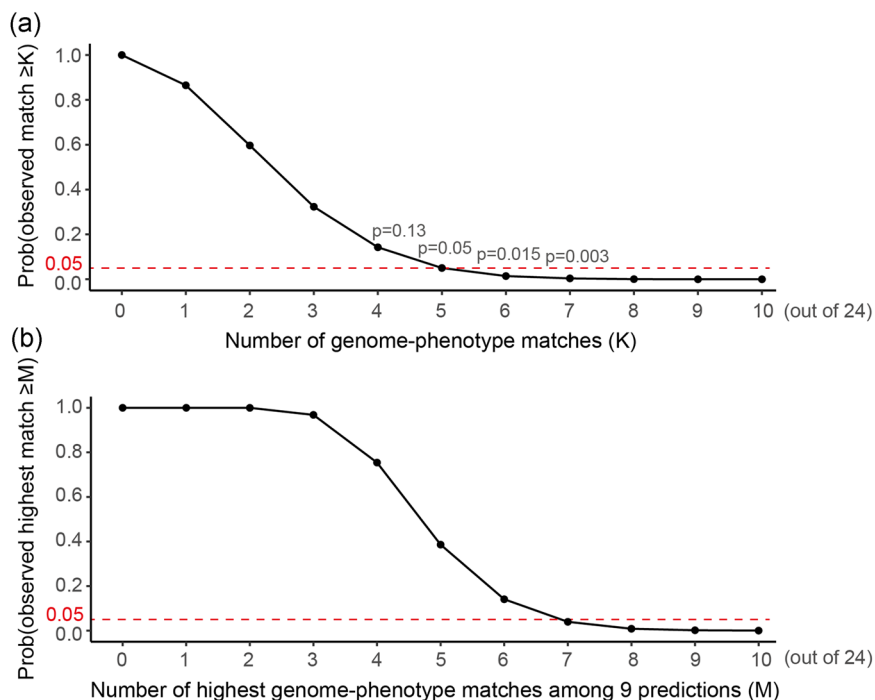 (a)
Prob(observed match ≥K)
1.0
0.8
0.6
0.4
0.2
0.05
0.0
p=0.13
p=0.05
p=0.015
p=0.003
0 1 2 3 4 5 6 7 8 9 10 (out of 24)
Number of genome-phenotype matches (K)
(b)
Prob(observed highest match ≥M)
1.0
0.8
0.6
0.4
0.2
0.05
0.0
0 1 2 3 4 5 6 7 8 9 10 (out of 24)
Number of highest genome-phenotype matches among 9 predictions (M)